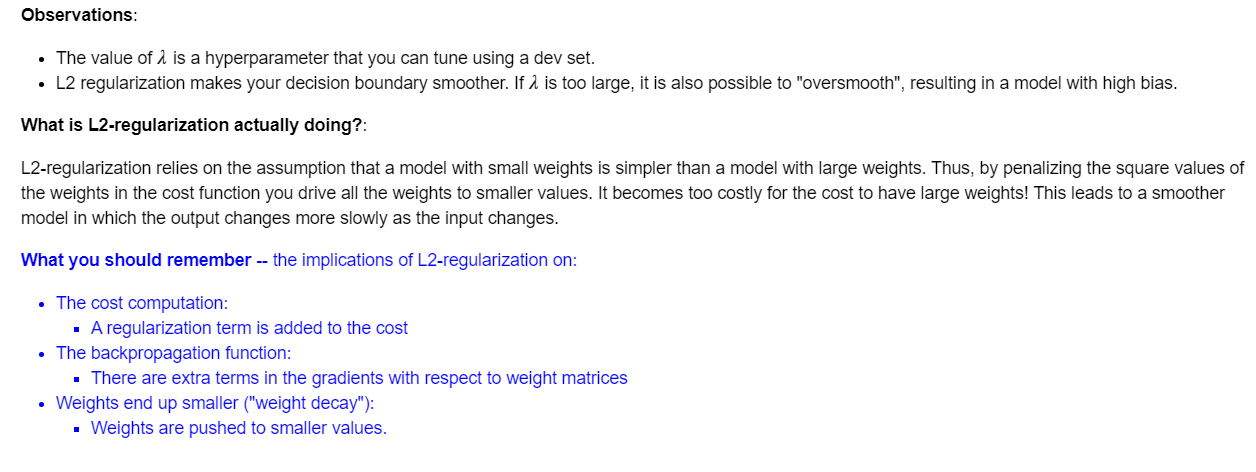 Observations:
• The value of λ is a hyperparameter that you can tune using a dev set.
• L2 regularization makes your decision boundary smoother. If λ is too large, it is also possible to "oversmooth", resulting in a model with high bias.
What is L2-regularization actually doing?:
L2-regularization relies on the assumption that a model with small weights is simpler than a model with large weights. Thus, by penalizing the square values of
the weights in the cost function you drive all the weights to smaller values. It becomes too costly for the cost to have large weights! This leads to a smoother
model in which the output changes more slowly as the input changes.
What you should remember -- the implications of L2-regularization on:
• The cost computation:
▪ A regularization term is added to the cost
• The backpropagation function:
▪ There are extra terms in the gradients with respect to weight matrices
• Weights end up smaller ("weight decay"):
▪ Weights are pushed to smaller values.